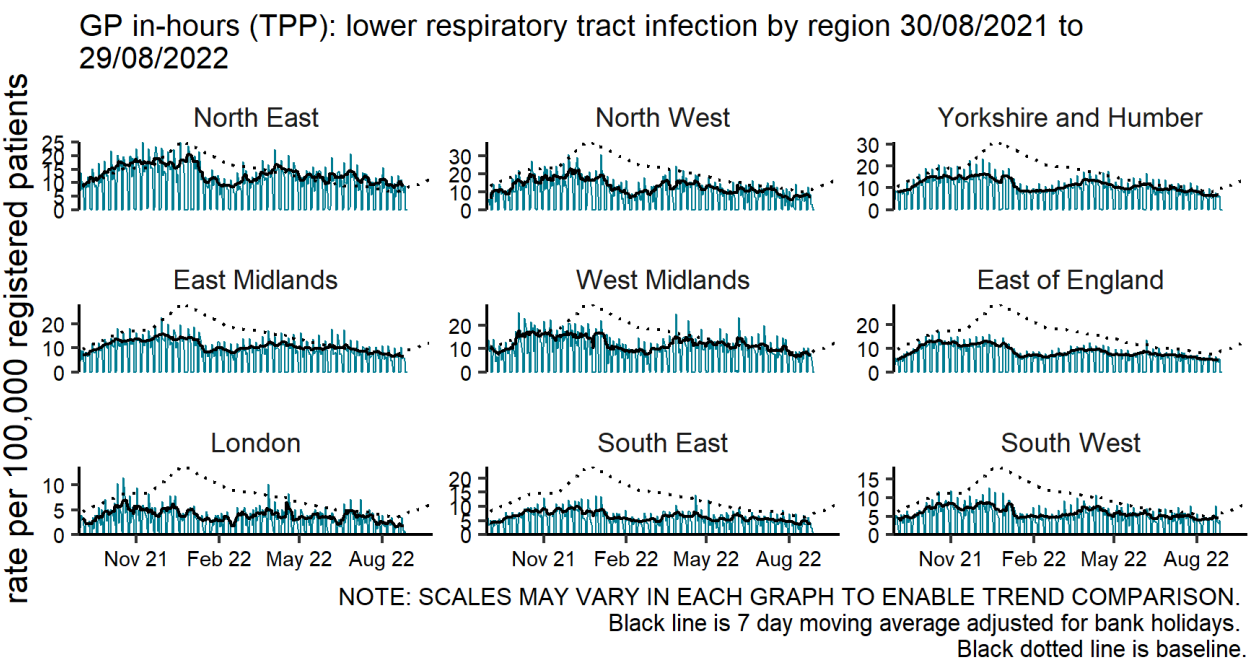 GP in-hours (TPP): lower respiratory tract infection by region 30/08/2021 to
29/08/2022
rate per 100,000 registered patients
North East
25
20
15
10
5
0
North West
30
20
10
0
Yorkshire and Humber
30
20
10
0
East Midlands
20
10
0
West Midlands
20
10
0
East of England
20
10
0
London
10
5
0
Nov 21 Feb 22 May 22 Aug 22
South East
20
15
10
5
0
Nov 21 Feb 22 May 22 Aug 22
South West
15
10
5
0
Nov 21 Feb 22 May 22 Aug 22
NOTE: SCALES MAY VARY IN EACH GRAPH TO ENABLE TREND COMPARISON.
Black line is 7 day moving average adjusted for bank holidays.
Black dotted line is baseline.